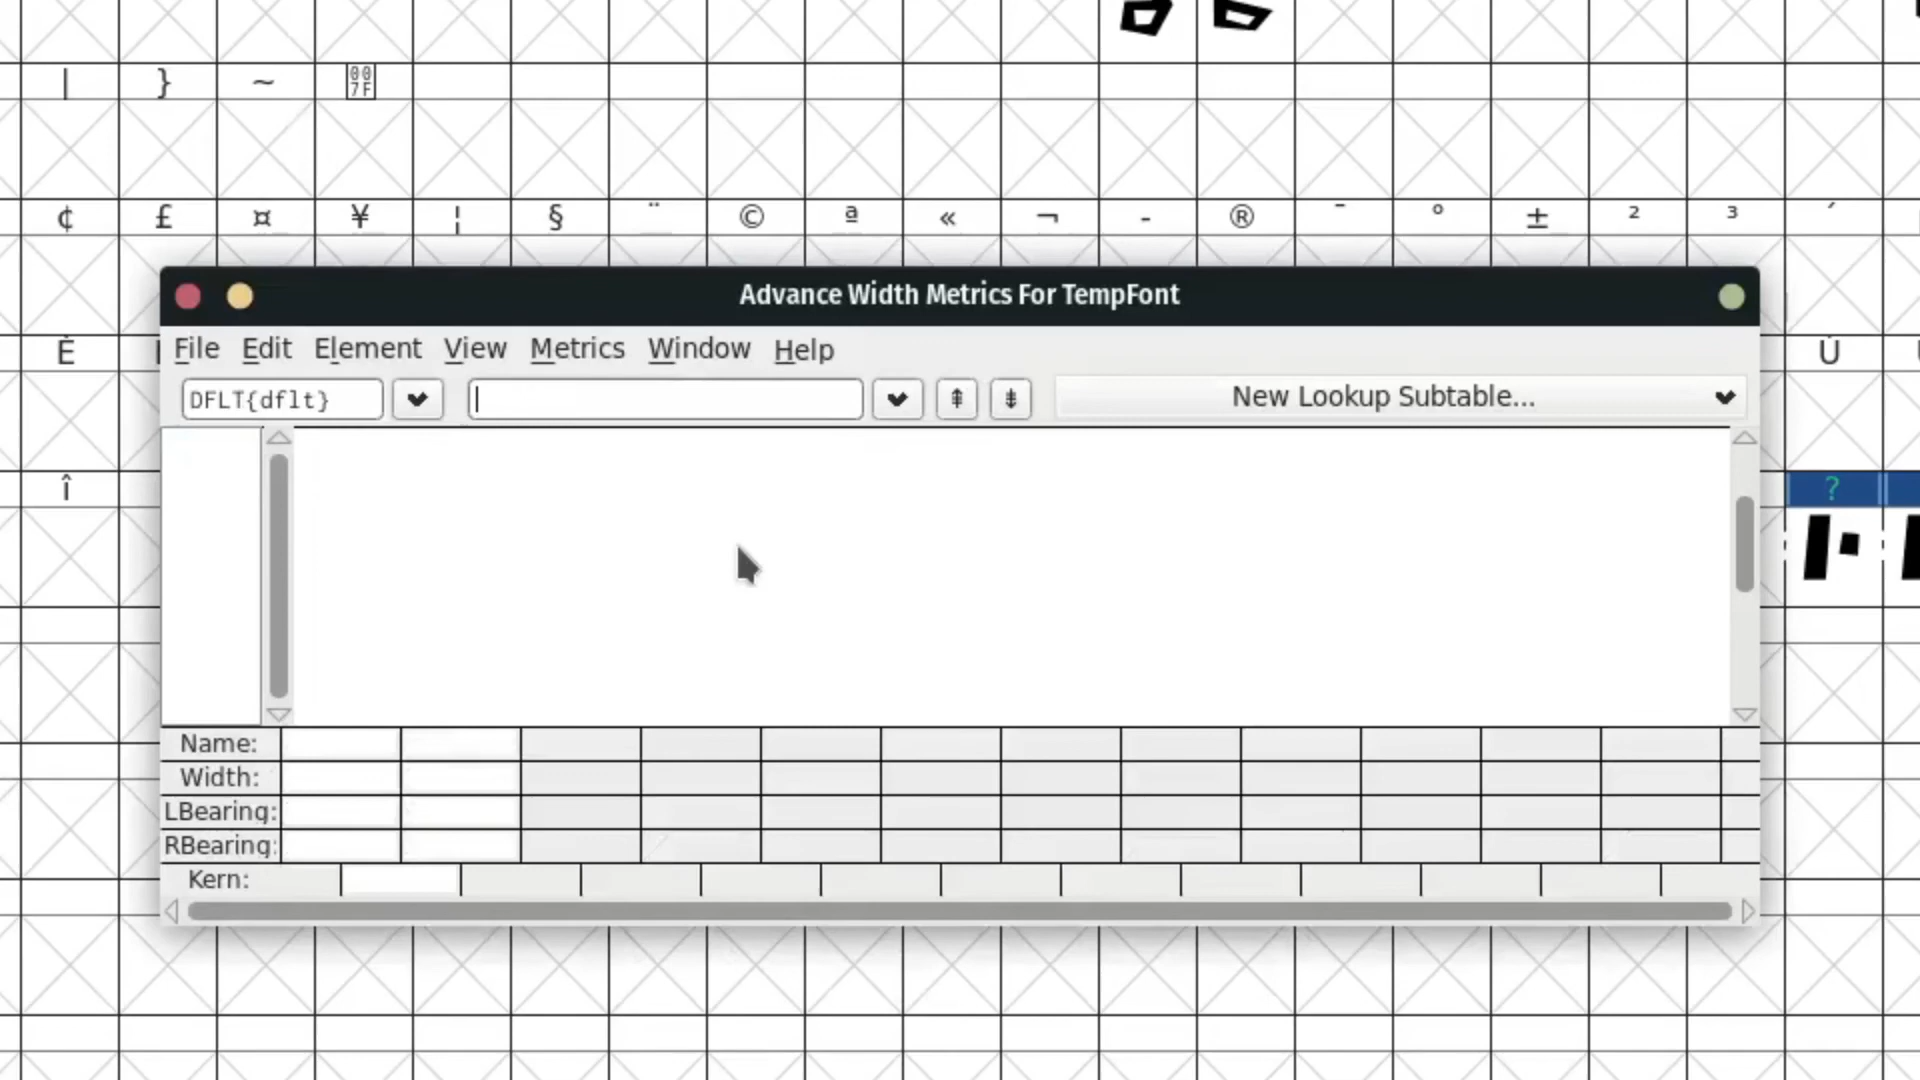 | } ~ 007F
¢ £ ¤ ¥ ¦ § ¨ © ª « ¬ - ® ¯ ° ± ² ³ ´
Advance Width Metrics For TempFont
File Edit Element View Metrics Window Help
È
DFLT{dflt}
New Lookup Subtable...
Î
?
Name:
Width:
LBearing:
RBearing:
Kern: